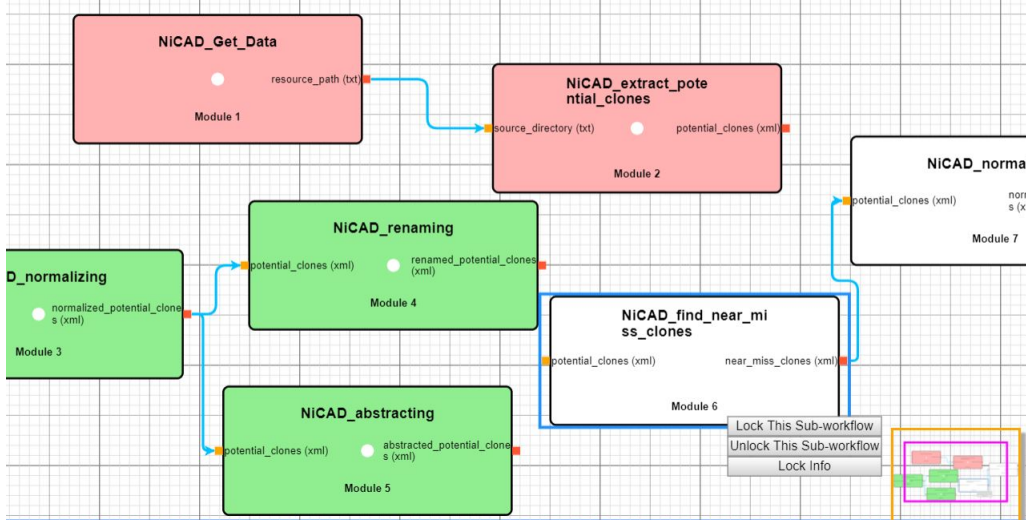 NiCAD_Get_Data
resource_path (txt)
Module 1
NiCAD_extract_pote
ntial_clones
source_directory (txt)
potential_clones (xml)
Module 2
NiCAD_norma
potential_clones (xml)
nor
s (x
Module 7
NiCAD_renaming
potential_clones (xml)
renamed_potential_clones
(xml)
Module 4
D_normalizing
normalized_potential_clone
s (xml)
Module 3
NiCAD_find_near_mi
ss_clones
potential_clones (xml)
near_miss_clones (xml)
Module 6
NiCAD_abstracting
potential_clones (xml)
abstracted_potential_clone
s (xml)
Module 5
Lock This Sub-workflow
Unlock This Sub-workflow
Lock Info